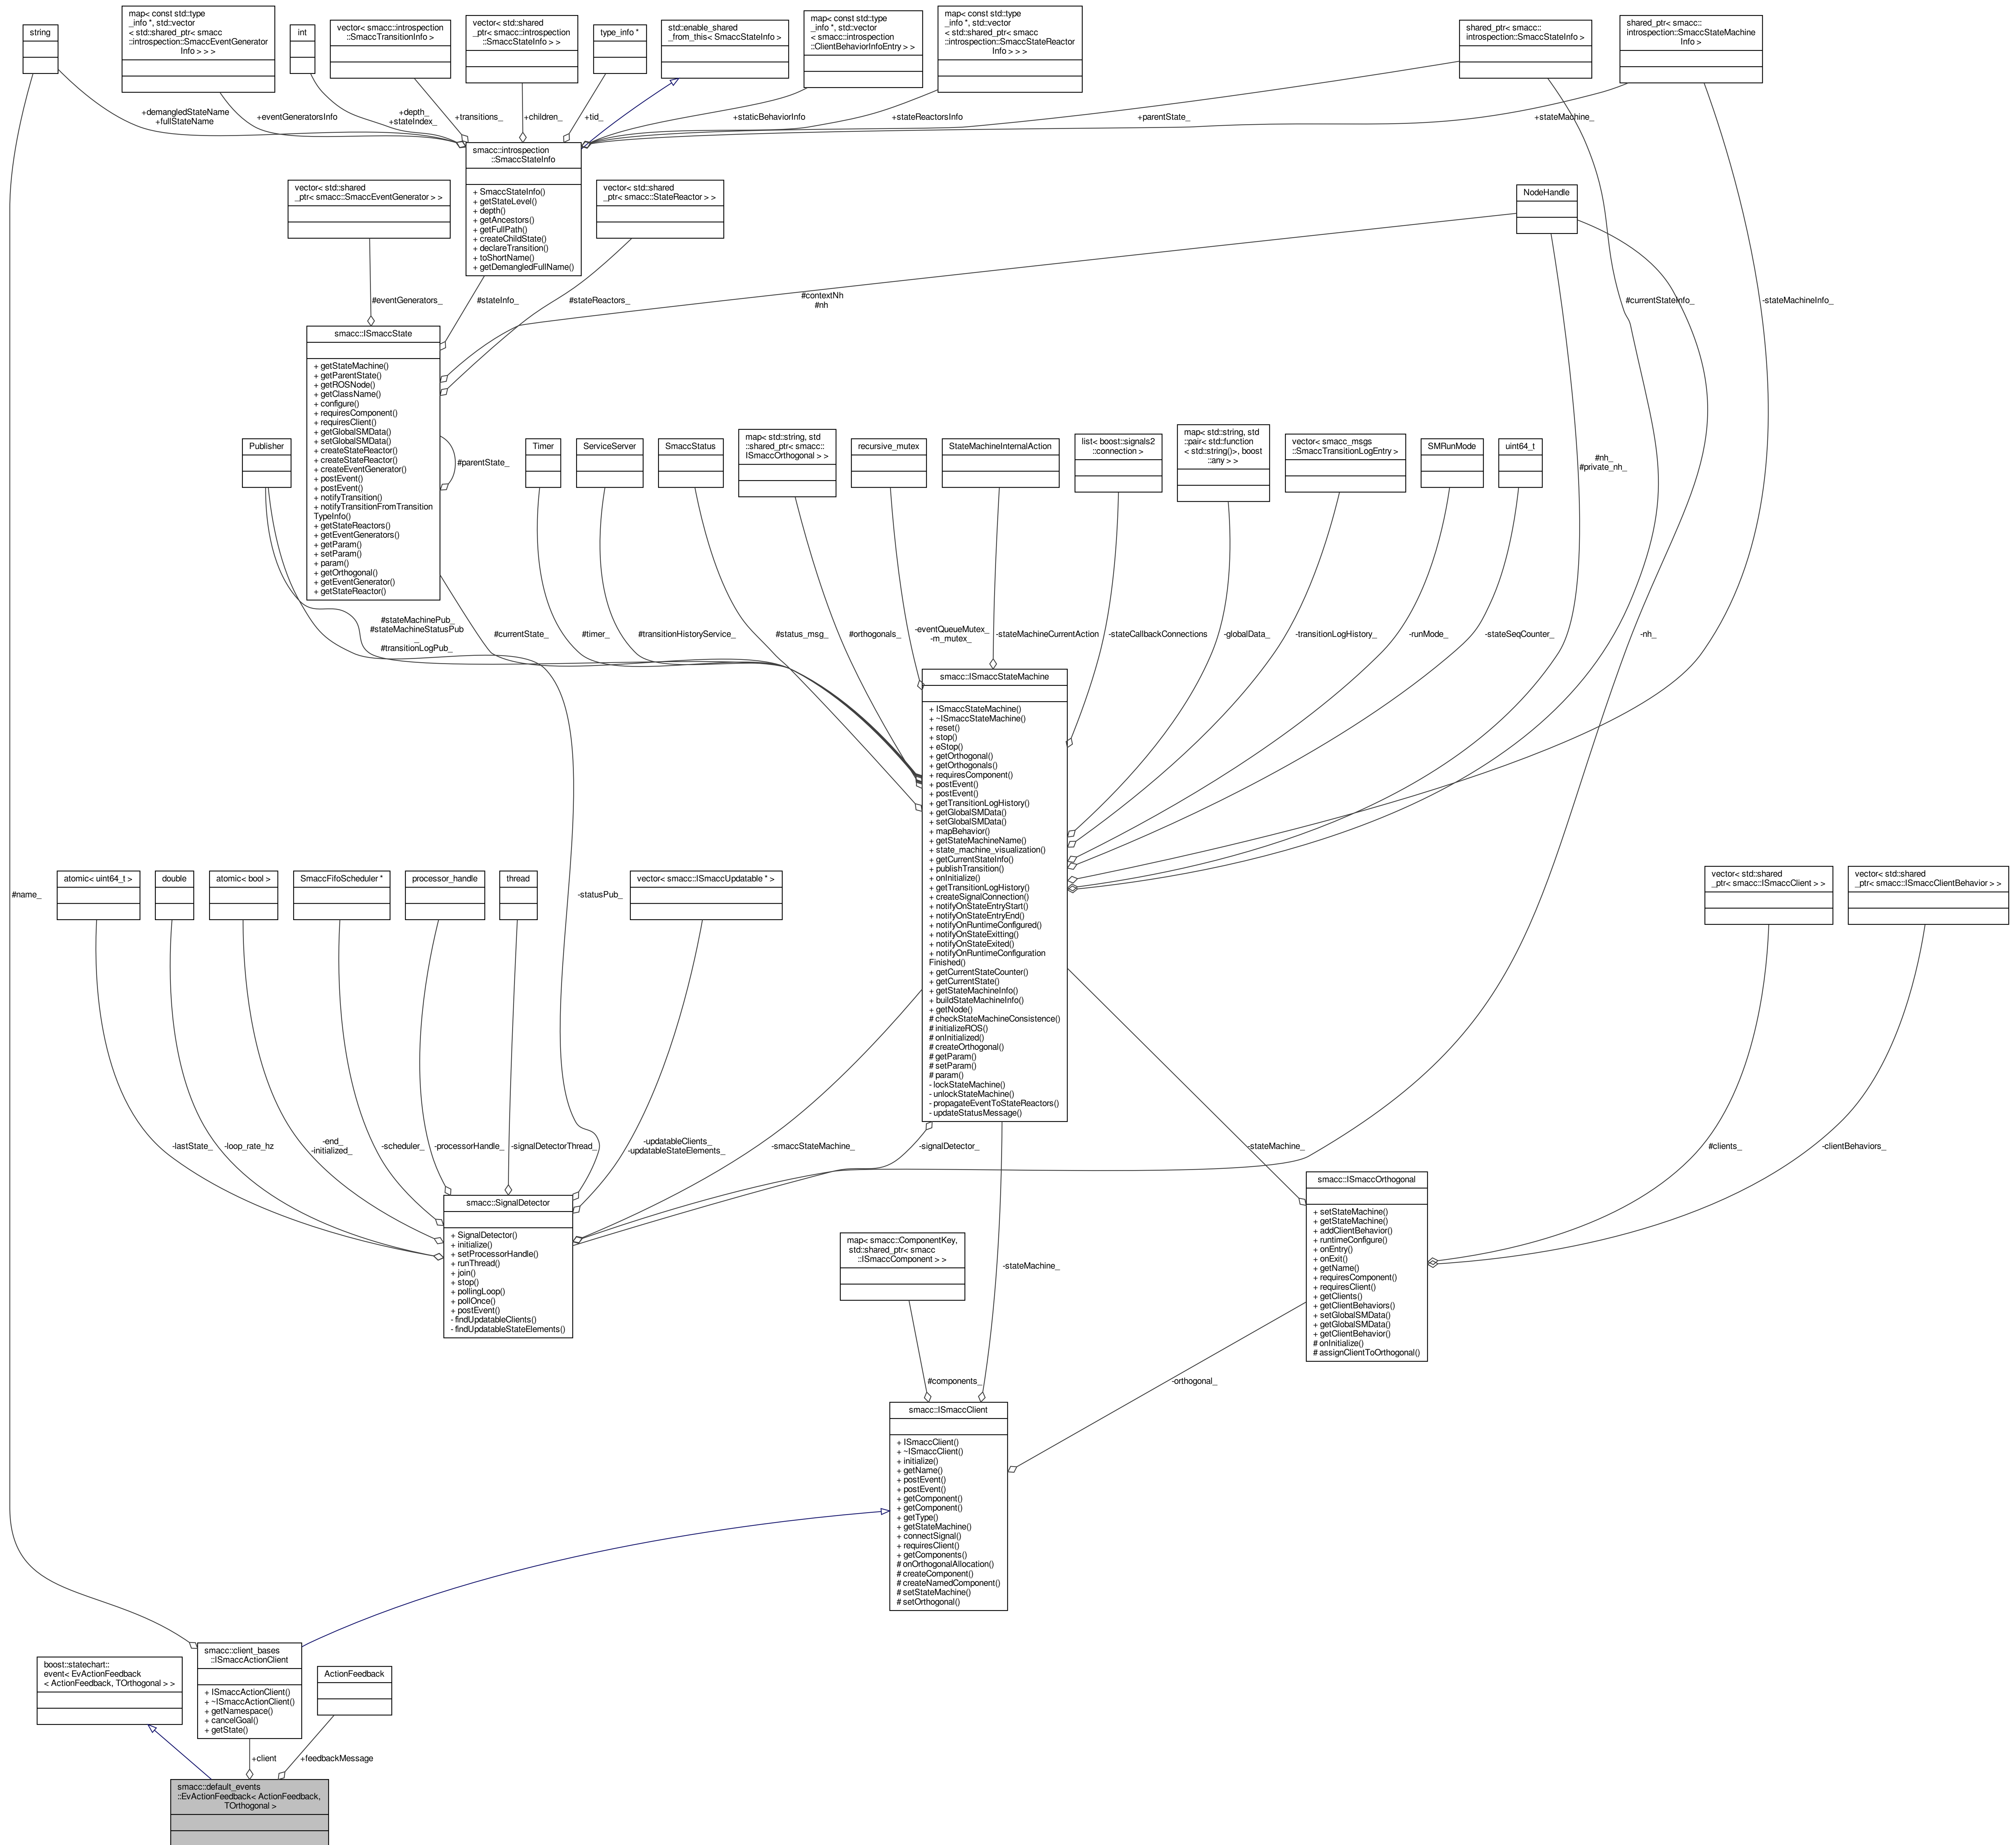 string
map< const std::type
_info *, std::vector
< std::shared_ptr< smacc
::introspection::SmaccEventGenerator
Info > > >
int
vector< smacc::introspection
::SmaccTransitionInfo >
vector< std::shared
_ptr< smacc::introspection
::SmaccStateInfo > >
type_info *
std::enable_shared
_from_this< SmaccStateInfo >
map< const std::type
_info *, std::vector
< smacc::introspection
::ClientBehaviorInfoEntry > >
map< const std::type
_info *, std::vector
< std::shared_ptr< smacc
::introspection::SmaccStateReactor
Info > > >
shared_ptr< smacc::
introspection::SmaccStateInfo >
shared_ptr< smacc::
introspection::SmaccStateMachine
Info >
+demangledStateName
+fullStateName
+eventGeneratorsInfo
+depth_
+stateIndex_
+transitions_
+children_
+tid_
+staticBehaviorInfo
+stateReactorsInfo
+parentState_
+stateMachine_
smacc::introspection
::SmaccStateInfo
+ SmaccStateInfo()
+ getStateLevel()
+ depth()
+ getAncestors()
+ getFullPath()
+ createChildState()
+ declareTransition()
+ toShortName()
+ getDemangledFullName()
vector< std::shared
_ptr< smacc::SmaccEventGenerator > >
vector< std::shared
_ptr< smacc::StateReactor > >
NodeHandle
#eventGenerators_
#stateInfo_
#stateReactors_
#contextNh
#nh
#currentStateInfo_
-stateMachineInfo_
smacc::ISmaccState
+ getStateMachine()
+ getParentState()
+ getROSNode()
+ getClassName()
+ configure()
+ requiresComponent()
+ requiresClient()
+ getGlobalSMData()
+ setGlobalSMData()
+ createStateReactor()
+ createStateReactor()
+ createEventGenerator()
+ postEvent()
+ postEvent()
+ notifyTransition()
+ notifyTransitionFromTransition
TypeInfo()
+ getStateReactors()
+ getEventGenerators()
+ getParam()
+ setParam()
+ param()
+ getOrthogonal()
+ getEventGenerator()
+ getStateReactor()
#parentState_
Publisher
Timer
ServiceServer
SmaccStatus
map< std::string, std
::shared_ptr< smacc::
ISmaccOrthogonal > >
recursive_mutex
StateMachineInternalAction
list< boost::signals2
::connection >
map< std::string, std
::pair< std::function
< std::string()>, boost
::any > >
vector< smacc_msgs
::SmaccTransitionLogEntry >
SMRunMode
uint64_t
#nh_
#private_nh_
#stateMachinePub_
#stateMachineStatusPub
_
#transitionLogPub_
#currentState_
#timer_
#transitionHistoryService_
#status_msg_
#orthogonals_
-eventQueueMutex_
-m_mutex_
-stateMachineCurrentAction
-stateCallbackConnections
-globalData_
-transitionLogHistory_
-runMode_
-stateSeqCounter_
-nh_
smacc::ISmaccStateMachine
+ ISmaccStateMachine()
+ ~ISmaccStateMachine()
+ reset()
+ stop()
+ eStop()
+ getOrthogonal()
+ getOrthogonals()
+ requiresComponent()
+ postEvent()
+ postEvent()
+ getTransitionLogHistory()
+ getGlobalSMData()
+ setGlobalSMData()
+ mapBehavior()
+ getStateMachineName()
+ state_machine_visualization()
+ getCurrentStateInfo()
+ publishTransition()
+ onInitialize()
+ getTransitionLogHistory()
+ createSignalConnection()
+ notifyOnStateEntryStart()
+ notifyOnStateEntryEnd()
+ notifyOnRuntimeConfigured()
+ notifyOnStateExitting()
+ notifyOnStateExited()
+ notifyOnRuntimeConfiguration
Finished()
+ getCurrentStateCounter()
+ getCurrentState()
+ getStateMachineInfo()
+ buildStateMachineInfo()
+ getNode()
# checkStateMachineConsistence()
# initializeROS()
# onInitialized()
# createOrthogonal()
# getParam()
# setParam()
# param()
- lockStateMachine()
- unlockStateMachine()
- propagateEventToStateReactors()
- updateStatusMessage()
#name_
atomic< uint64_t >
double
atomic< bool >
SmaccFifoScheduler *
processor_handle
thread
-statusPub_
vector< smacc::ISmaccUpdatable * >
vector< std::shared
_ptr< smacc::ISmaccClient > >
vector< std::shared
_ptr< smacc::ISmaccClientBehavior > >
-lastState_
-loop_rate_hz
-end_
-initialized_
-scheduler_
-processorHandle_
-signalDetectorThread_
-updatableClients_
-updatableStateElements_
-smaccStateMachine_
-signalDetector_
-stateMachine_
#clients_
-clientBehaviors_
smacc::SignalDetector
+ SignalDetector()
+ initialize()
+ setProcessorHandle()
+ runThread()
+ join()
+ stop()
+ pollingLoop()
+ pollOnce()
+ postEvent()
- findUpdatableClients()
- findUpdatableStateElements()
smacc::ISmaccOrthogonal
+ setStateMachine()
+ getStateMachine()
+ addClientBehavior()
+ runtimeConfigure()
+ onEntry()
+ onExit()
+ getName()
+ requiresComponent()
+ requiresClient()
+ getClients()
+ getClientBehaviors()
+ setGlobalSMData()
+ getGlobalSMData()
+ getClientBehavior()
# onInitialize()
# assignClientToOrthogonal()
map< smacc::ComponentKey,
std::shared_ptr< smacc
::ISmaccComponent > >
-stateMachine_
#components_
-orthogonal_
smacc::ISmaccClient
+ ISmaccClient()
+ ~ISmaccClient()
+ initialize()
+ getName()
+ postEvent()
+ postEvent()
+ getComponent()
+ getComponent()
+ getType()
+ getStateMachine()
+ connectSignal()
+ requiresClient()
+ getComponents()
# onOrthogonalAllocation()
# createComponent()
# createNamedComponent()
# setStateMachine()
# setOrthogonal()
boost::statechart::
event< EvActionFeedback
< ActionFeedback, TOrthogonal > >
smacc::client_bases
::ISmaccActionClient
+ ISmaccActionClient()
+ ~ISmaccActionClient()
+ getNamespace()
+ cancelGoal()
+ getState()
ActionFeedback
+client
+feedbackMessage
smacc::default_events
::EvActionFeedback< ActionFeedback,
TOrthogonal >